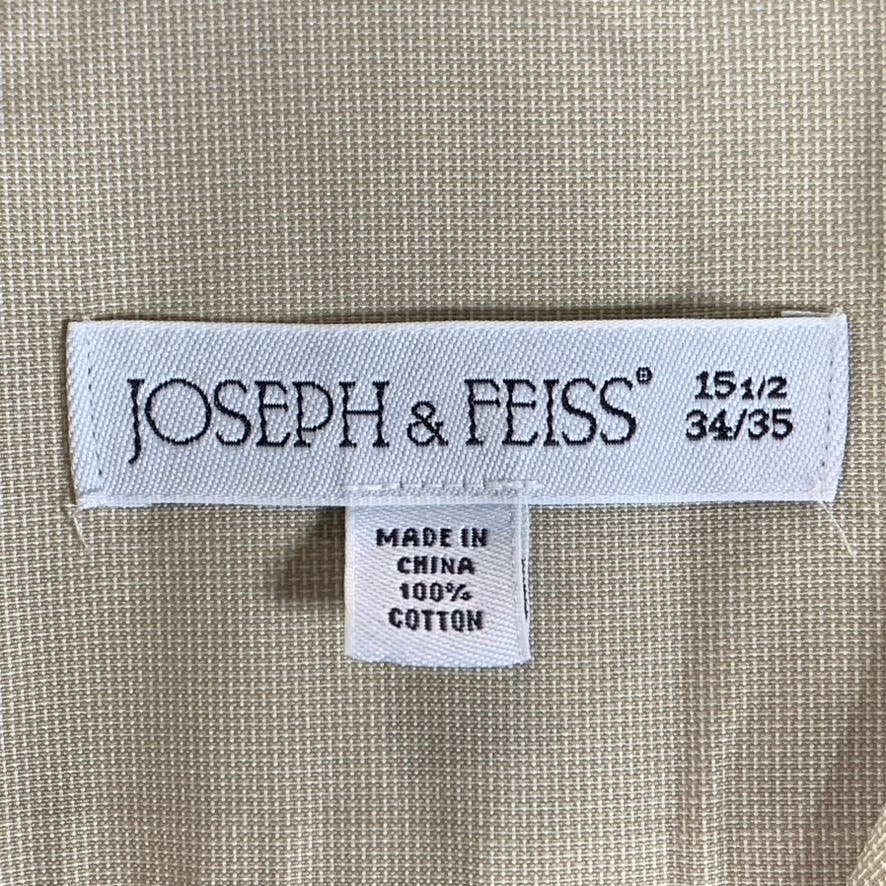 JOSEPH & FEISS®
15 1/2
34/35
MADE IN
CHINA
100%
COTTON